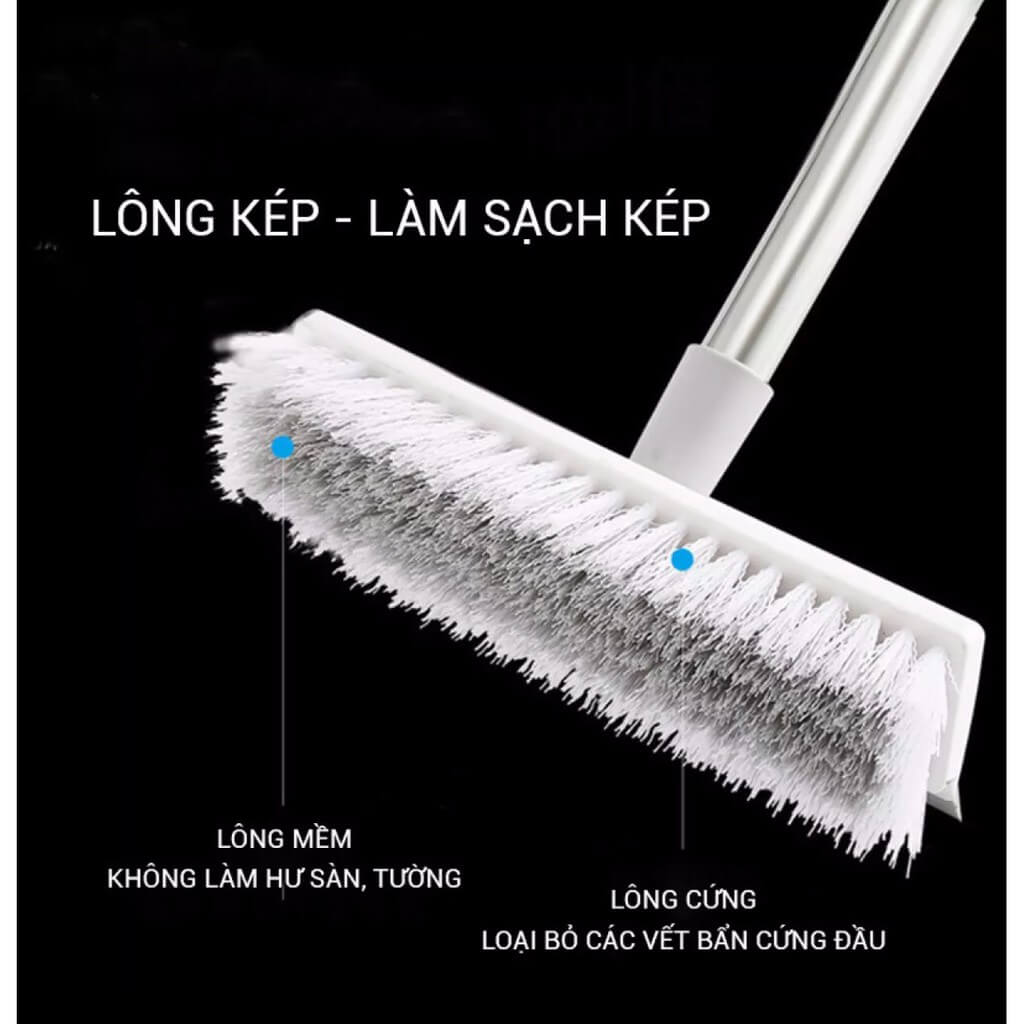 LÔNG KÉP - LÀM SẠCH KÉP
LÔNG MỀM
KHÔNG LÀM HƯ SÀN, TƯỜNG
LÔNG CỨNG
LOẠI BỎ CÁC VẾT BẨN CỨNG ĐẦU